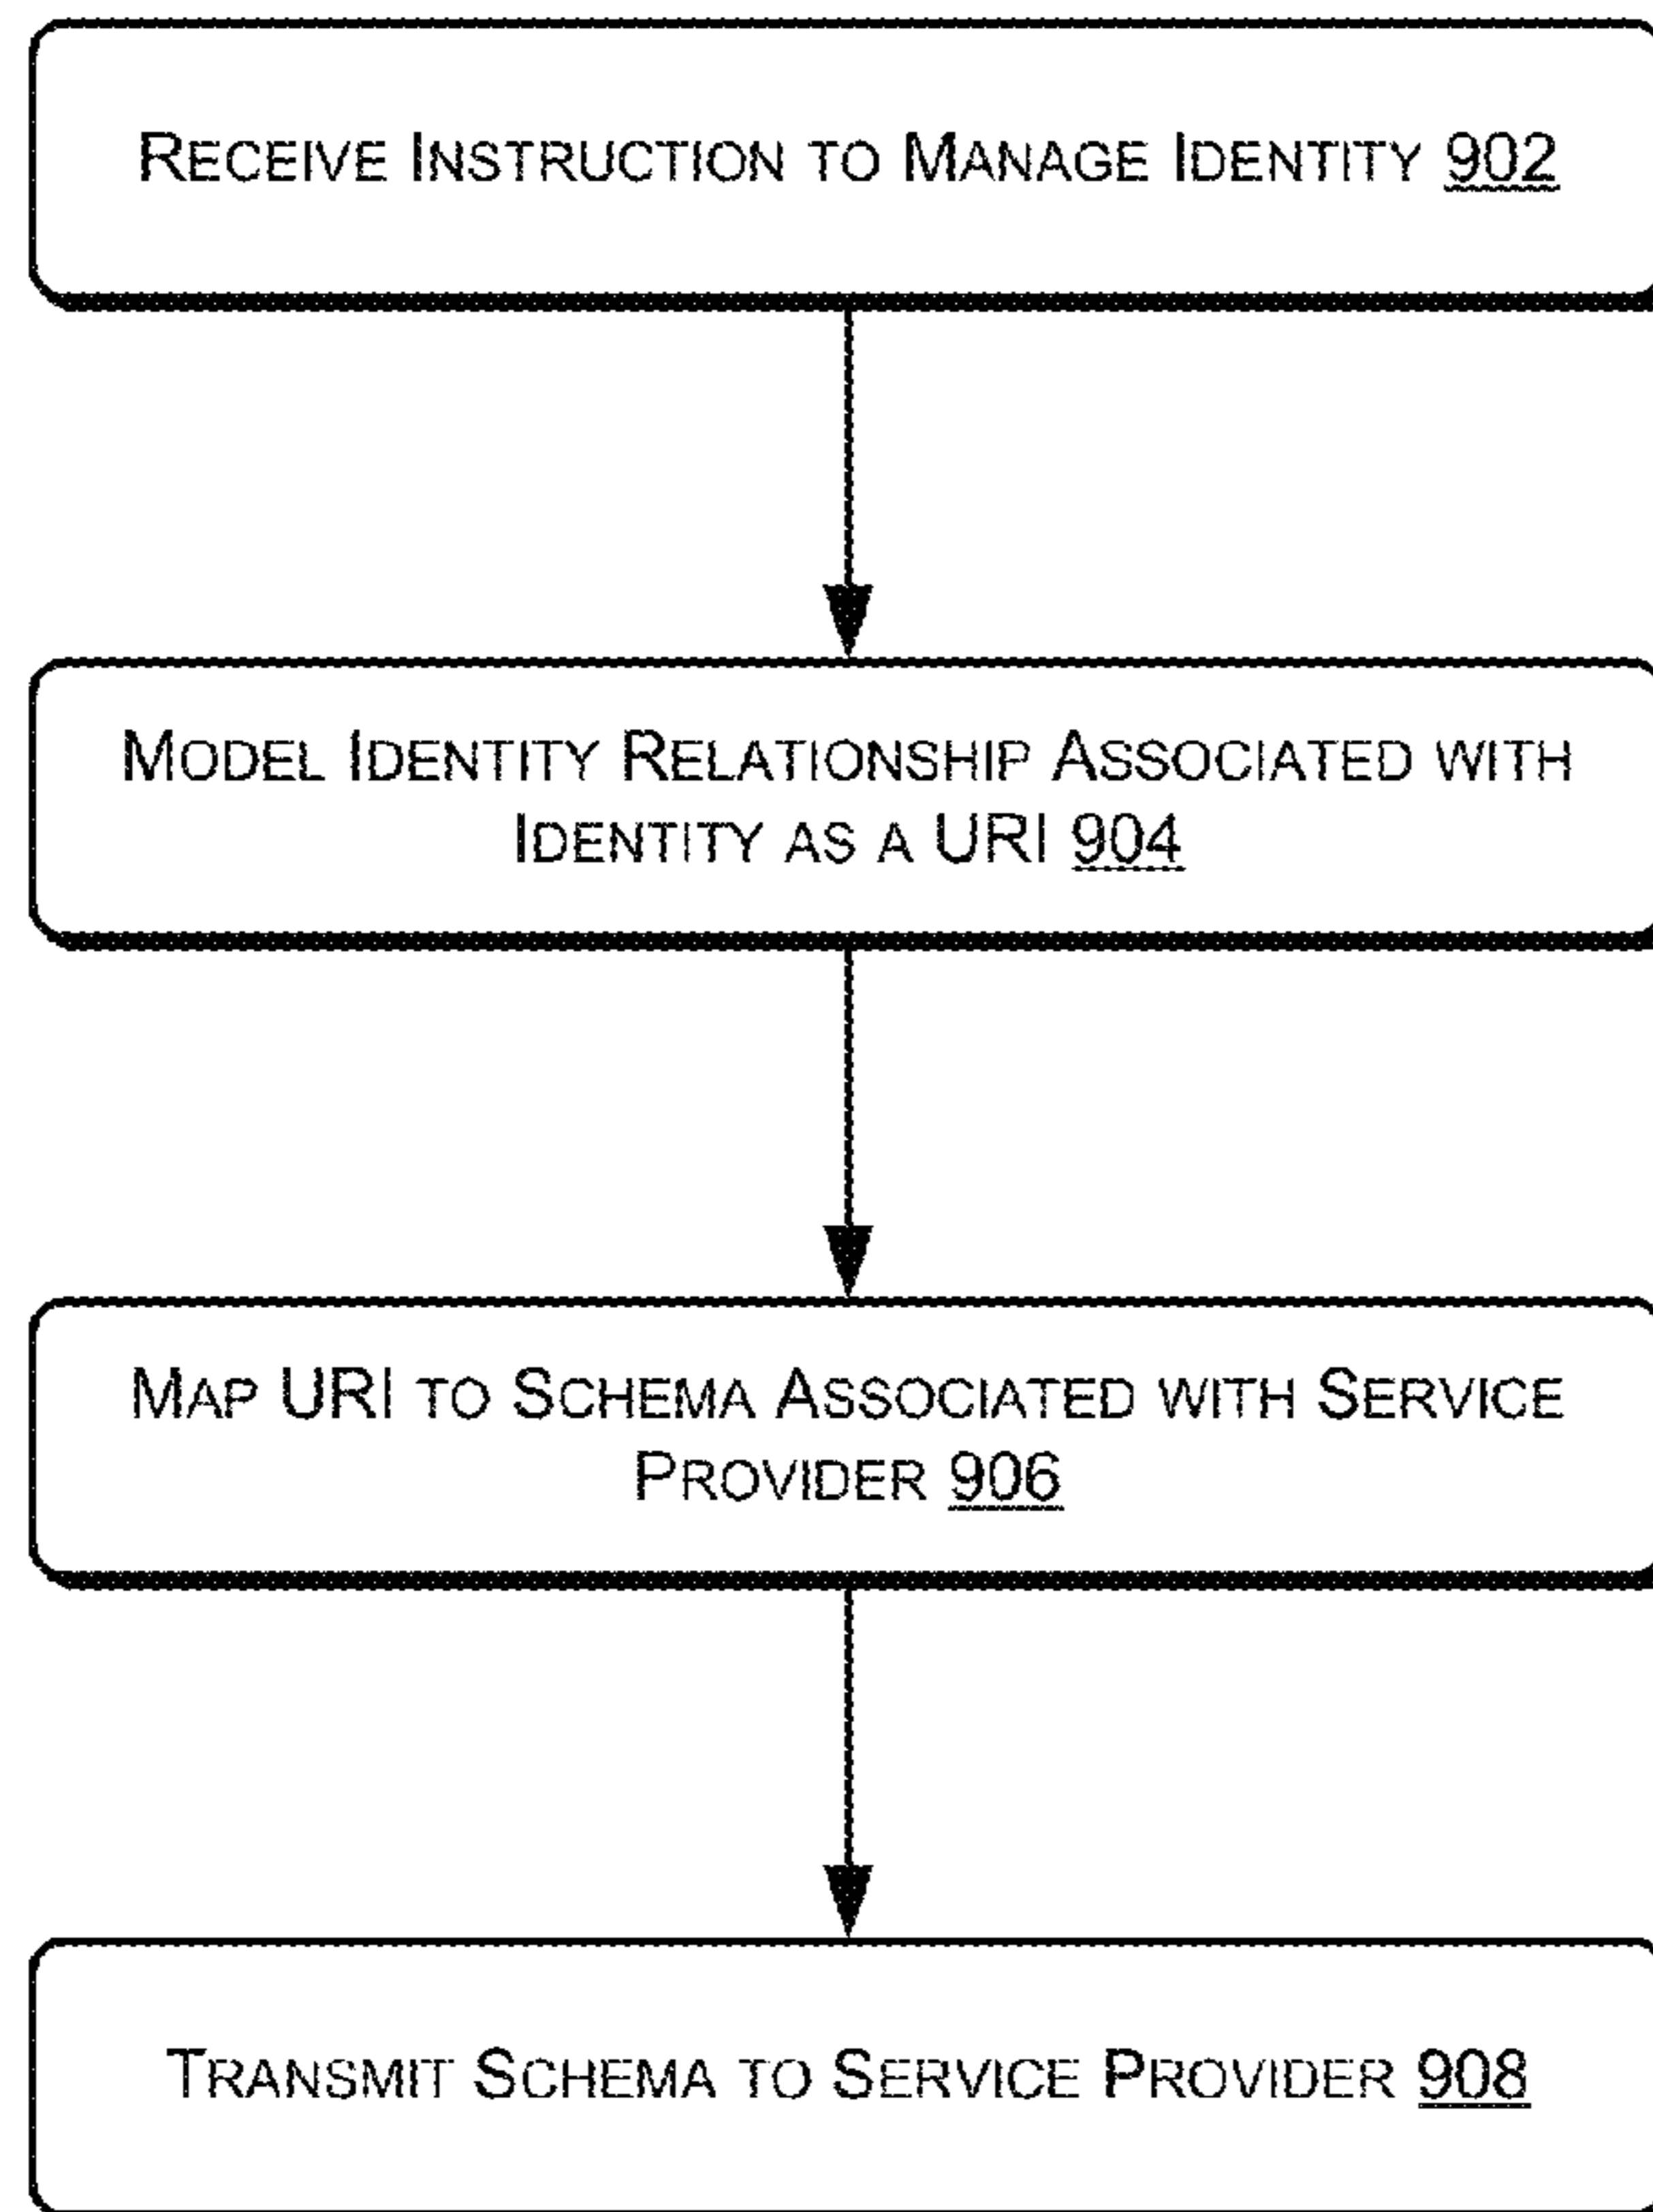 RECEIVE INSTRUCTION TO MANAGE IDENTITY 902
MODEL IDENTITY RELATIONSHIP ASSOCIATED WITH
IDENTITY AS A URI 904
MAP URI TO SCHEMA ASSOCIATED WITH SERVICE
PROVIDER 906
TRANSMIT SCHEMA TO SERVICE PROVIDER 908